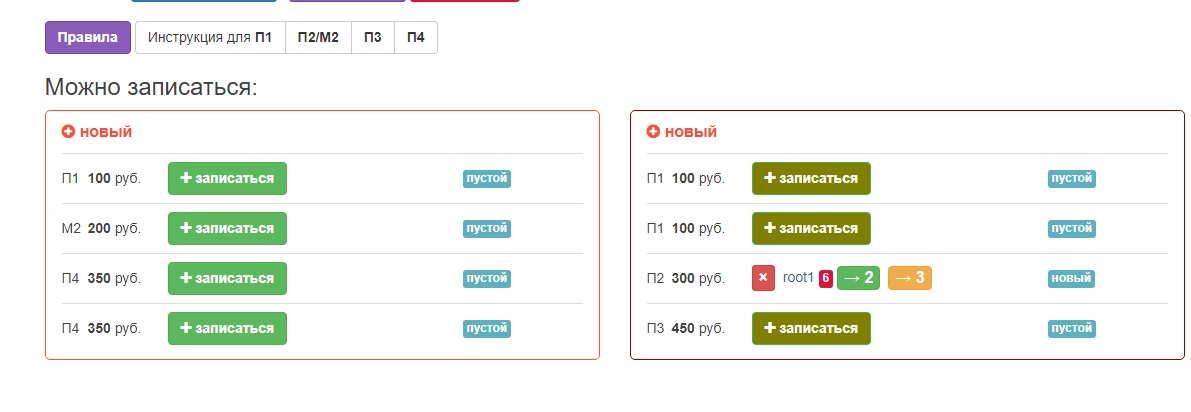 Правила Инструкция для П1 П2/М2 П3 П4
Можно записаться:
новый
П1 100 руб. записаться пустой
М2 200 руб. записаться пустой
П4 350 руб. записаться пустой
П4 350 руб. записаться пустой
новый
П1 100 руб. записаться пустой
П1 100 руб. записаться пустой
П2 300 руб. × root1 6 → 2 → 3 новый
П3 450 руб. записаться пустой